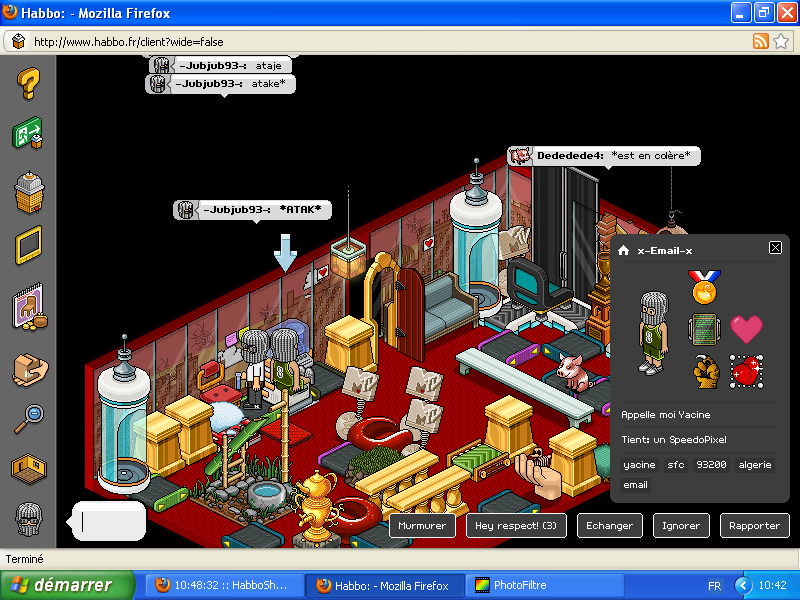 Habbo: - Mozilla Firefox
http://www.habbo.fr/client?wide=false
-Jubjub93-: ataje
-Jubjub93-: atake*
Dededede4: *est en colère*
-Jubjub93-: *ATAK*
x-Email-x
Appelle moi Yacine
Tient: un SpeedoPixel
yacine sfc 93200 algerie
email
Murmurer Hey respect! (3) Echanger Ignorer Rapporter
Terminé
démarrer 10:48:32 :: HabboSh... Habbo: - Mozilla Firefox PhotoFiltre FR 10:42